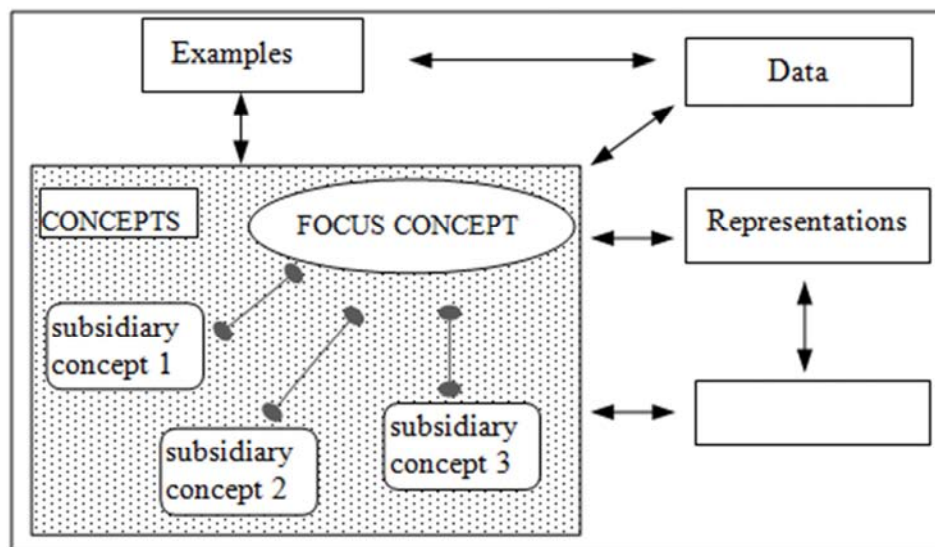 Examples
Data
CONCEPTS
FOCUS CONCEPT
Representations
subsidiary
concept 1
subsidiary
concept 2
subsidiary
concept 3